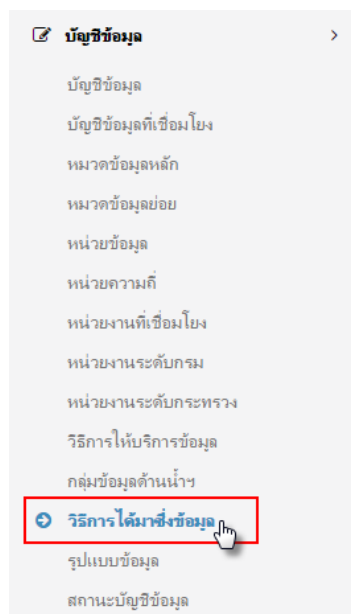 บัญชีข้อมูล
บัญชีข้อมูล
บัญชีข้อมูลที่เชื่อมโยง
หมวดข้อมูลหลัก
หมวดข้อมูลย่อย
หน่วยข้อมูล
หน่วยความถี่
หน่วยงานที่เชื่อมโยง
หน่วยงานระดับกรม
หน่วยงานระดับกระทรวง
วิธีการให้บริการข้อมูล
กลุ่มข้อมูลด้านน้ำฯ
วิธีการได้มาซึ่งข้อมูล
รูปแบบข้อมูล
สถานะบัญชีข้อมูล